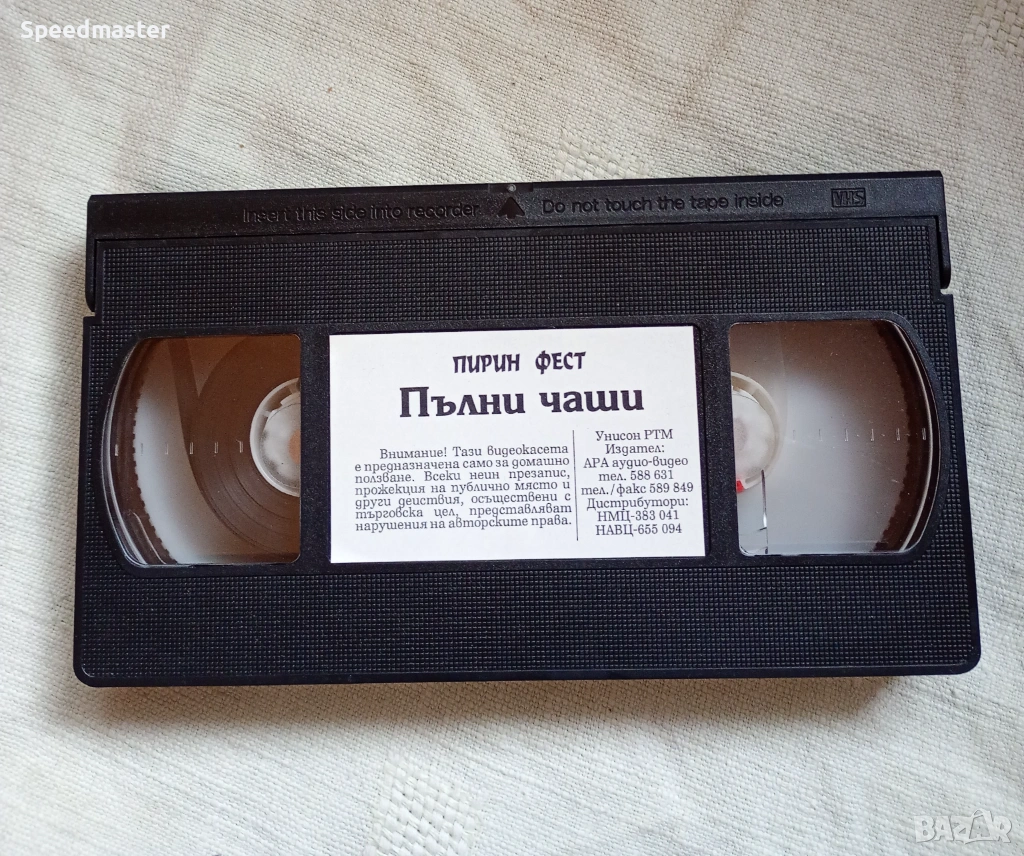 Speedmaster
Insert this side into recorder Do not touch the tape inside VHS
ПИРИН ФЕСТ
Пълни чаши
Внимание! Тази видеокасета
е предназначена само за домашно
ползване. Всеки неин презапис,
прожекция на публично място и
други деиствия, осъществени с
търговска цел, представляват
нарушения на авторските права.
Унисон РТМ
Издател:
АРА аудио-видео
тел. 588 631
тел./факс 589 849
Дистрибутори:
НМЦ-383 041
НАВЦ-655 094
BAZAR